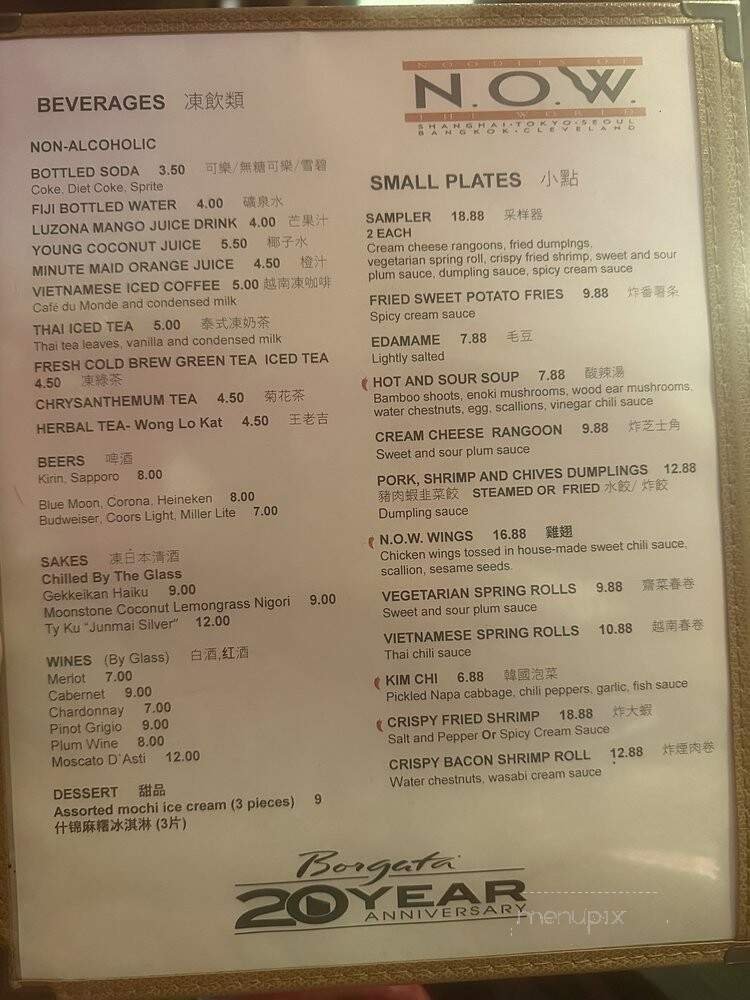 BEVERAGES 凍飲類
NON-ALCOHOLIC
BOTTLED SODA 3.50 可樂/無糖可樂/雪碧
Coke, Diet Coke, Sprite
FIJI BOTTLED WATER 4.00 礦泉水
LUZONA MANGO JUICE DRINK 4.00 芒果汁
YOUNG COCONUT JUICE 5.50 椰子水
MINUTE MAID ORANGE JUICE 4.50 橙汁
VIETNAMESE ICED COFFEE 5.00 越南凍咖啡
Café du Monde and condensed milk
THAI ICED TEA 5.00 泰式凍奶茶
Thai tea leaves, vanilla and condensed milk
FRESH COLD BREW GREEN TEA ICED TEA
4.50 凍綠茶
CHRYSANTHEMUM TEA 4.50 菊花茶
HERBAL TEA- Wong Lo Kat 4.50 王老吉
BEERS 啤酒
Kirin, Sapporo 8.00
Blue Moon, Corona, Heineken 8.00
Budweiser, Coors Light, Miller Lite 7.00
SAKES 凍日本清酒
Chilled By The Glass
Gekkeikan Haiku 9.00
Moonstone Coconut Lemongrass Nigori 9.00
Ty Ku "Junmai Silver" 12.00
WINES (By Glass) 白酒,红酒
Merlot 7.00
Cabernet 9.00
Chardonnay 7.00
Pinot Grigio 9.00
Plum Wine 8.00
Moscato D`Asti 12.00
DESSERT 甜品
Assorted mochi ice cream (3 pieces) 9
什锦麻糬冰淇淋 (3片)
NOODLES OF
N.O.W.
THE WORLD
SHANGHAI·TOKYO·SEOUL
BANGKOK·CLEVELAND
SMALL PLATES 小點
SAMPLER 18.88 采样器
2 EACH
Cream cheese rangoons, fried dumplngs,
vegetarian spring roll, crispy fried shrimp, sweet and sour
plum sauce, dumpling sauce, spicy cream sauce
FRIED SWEET POTATO FRIES 9.88 炸番薯条
Spicy cream sauce
EDAMAME 7.88 毛豆
Lightly salted
HOT AND SOUR SOUP 7.88 酸辣湯
Bamboo shoots, enoki mushrooms, wood ear mushrooms,
water chestnuts, egg, scallions, vinegar chili sauce
CREAM CHEESE RANGOON 9.88 炸芝士角
Sweet and sour plum sauce
PORK, SHRIMP AND CHIVES DUMPLINGS 12.88
豬肉蝦韭菜餃 STEAMED OR FRIED 水餃/ 炸餃
Dumpling sauce
N.O.W. WINGS 16.88 雞翅
Chicken wings tossed in house-made sweet chili sauce,
scallion, sesame seeds.
VEGETARIAN SPRING ROLLS 9.88 齋菜春卷
Sweet and sour plum sauce
VIETNAMESE SPRING ROLLS 10.88 越南春卷
Thai chili sauce
KIM CHI 6.88 韓國泡菜
Pickled Napa cabbage, chili peppers, garlic, fish sauce
CRISPY FRIED SHRIMP 18.88 炸大蝦
Salt and Pepper Or Spicy Cream Sauce
CRISPY BACON SHRIMP ROLL 12.88 炸煙肉卷
Water chestnuts, wasabi cream sauce
Borgata
20 YEAR
ANNIVERSARY
menupix